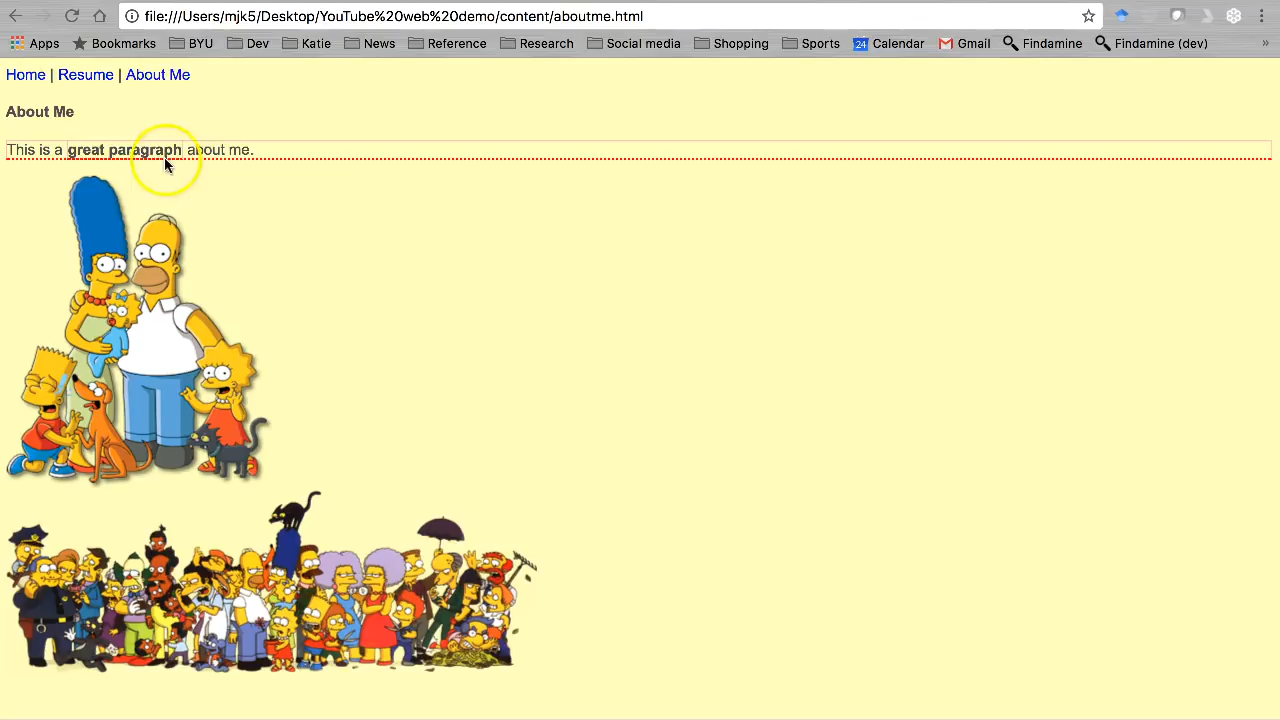 file:///Users/mjk5/Desktop/YouTube%20web%20demo/content/aboutme.html
Apps Bookmarks BYU Dev Katie News Reference Research Social media Shopping Sports 24 Calendar Gmail Findamine Findamine (dev) »
Home | Resume | About Me
About Me
This is a great paragraph about me.